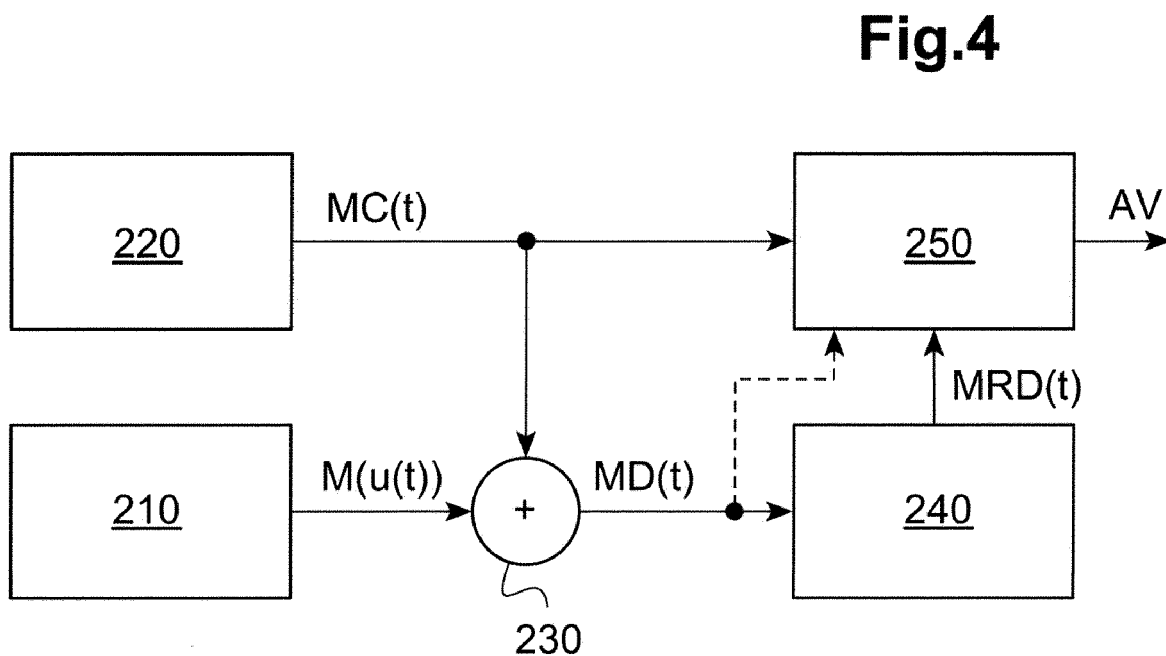 Fig.4
220
MC(t)
250
AV
MRD(t)
210
M(u(t))
+
MD(t)
240
230